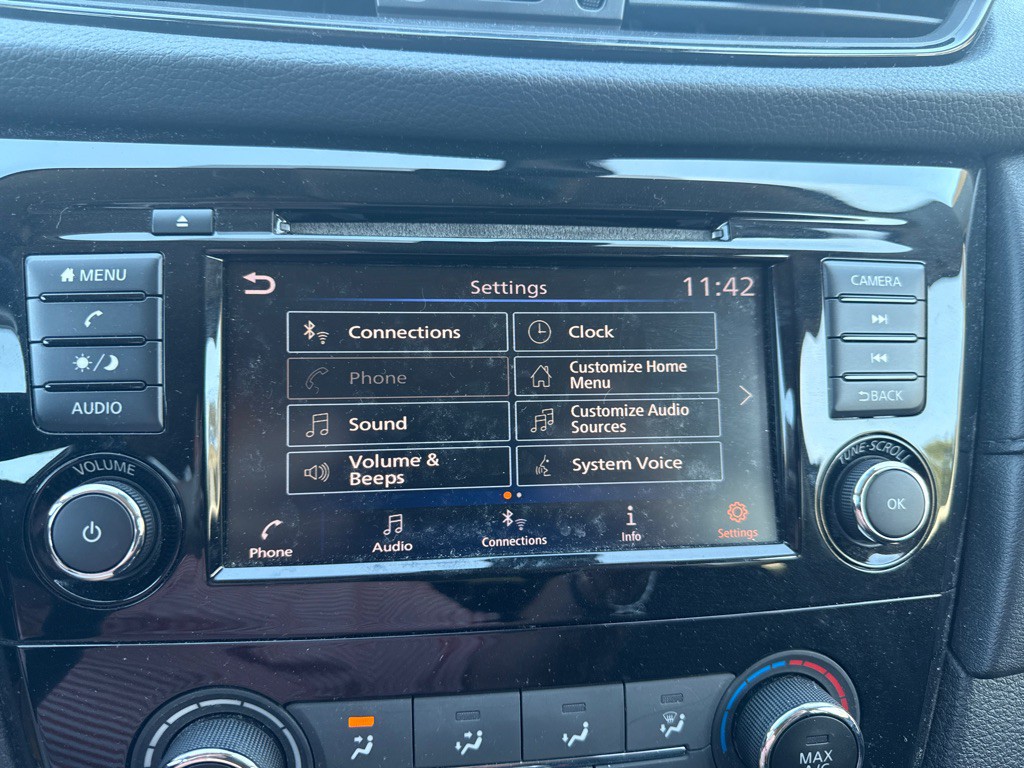 MENU
AUDIO
VOLUME
Settings
11:42
Connections
Clock
Phone
Customize Home
Menu
Sound
Customize Audio
Sources
Volume &
Beeps
System Voice
Phone
Audio
Connections
Info
Settings
CAMERA
BACK
TUNE·SCROLL
OK
MAX
A/C